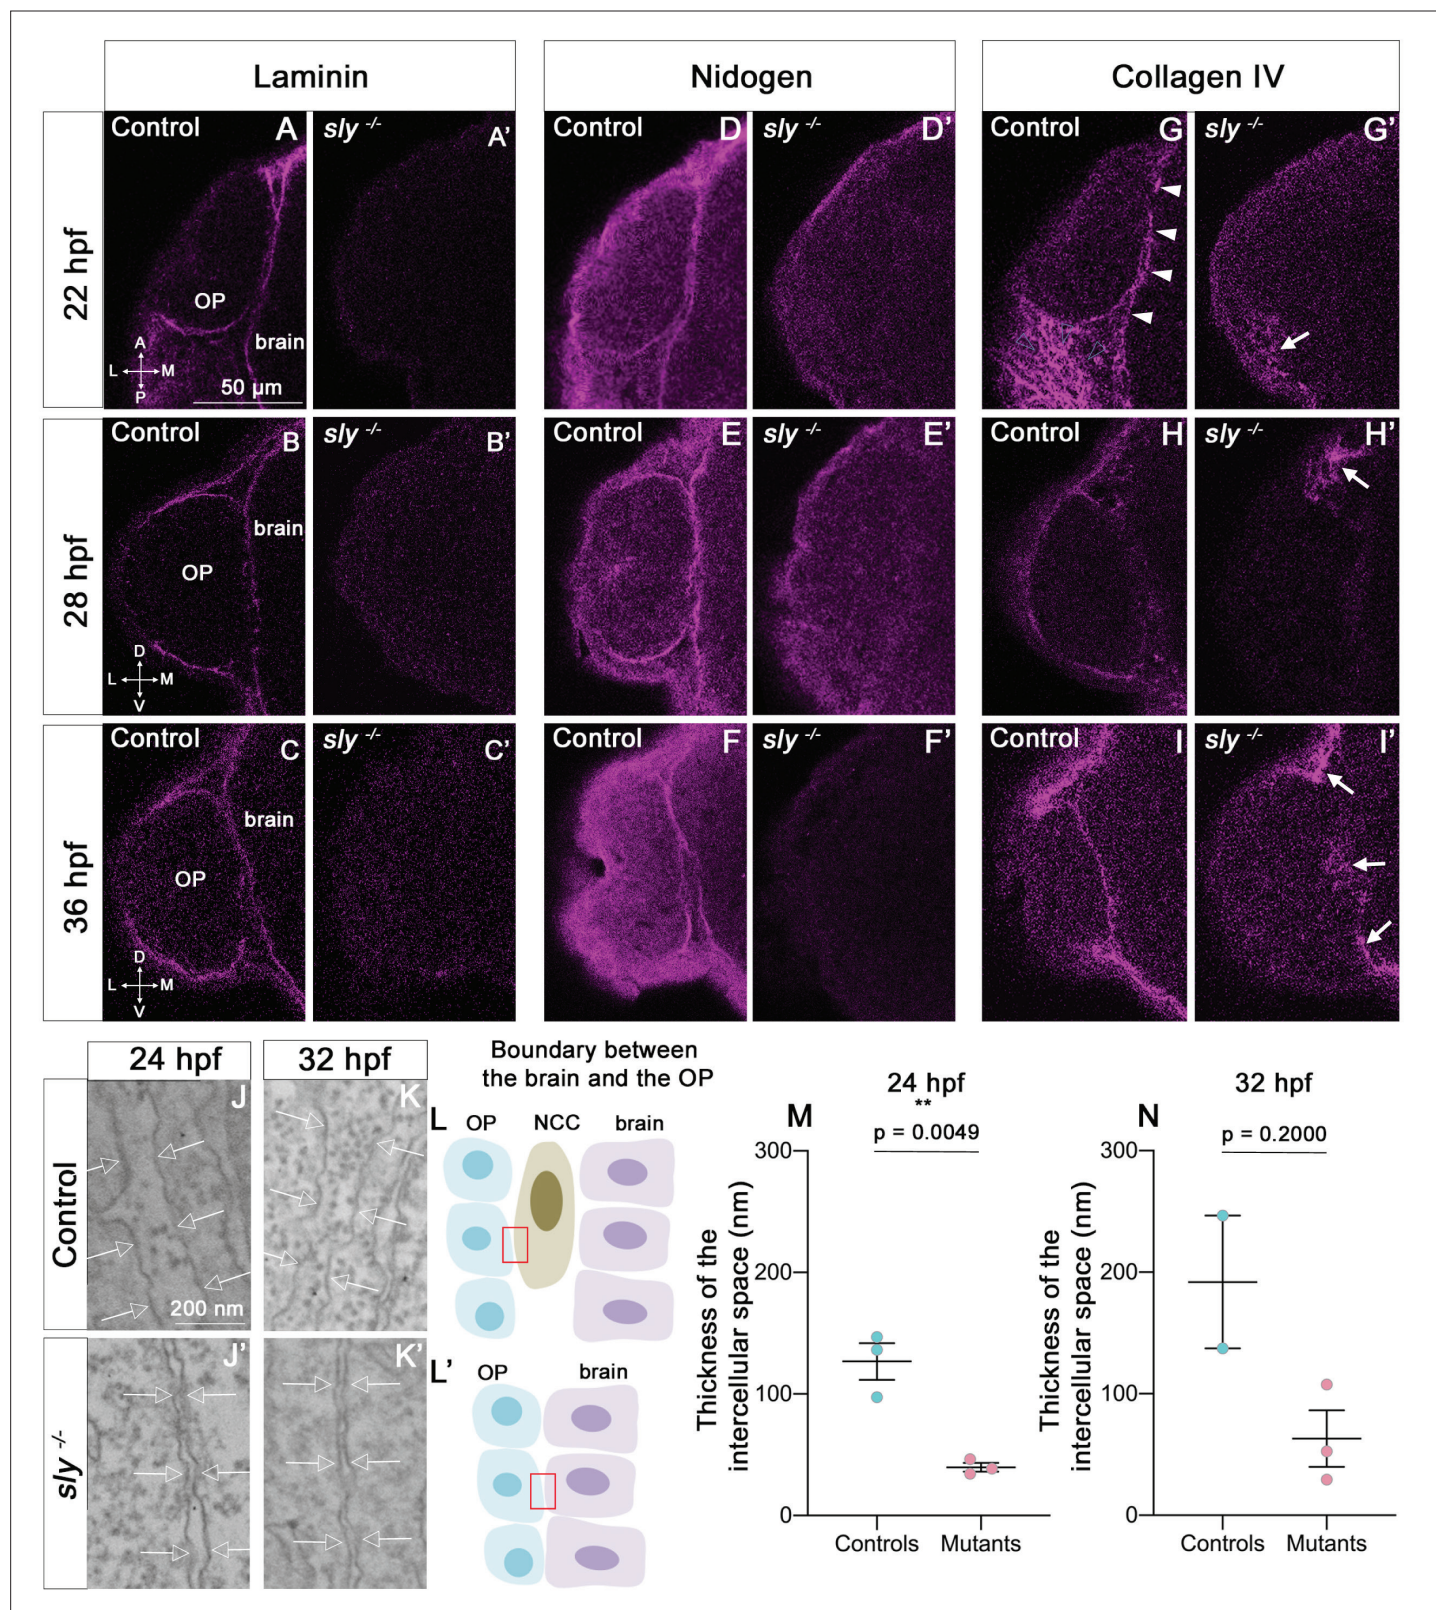 Laminin
Nidogen
Collagen IV
22 hpf
Control
A
sly -/-
A'
Control
D
sly -/-
D'
Control
G
sly -/-
G'
OP
brain
A
L
M
P
50 µm
28 hpf
Control
B
sly -/-
B'
Control
E
sly -/-
E'
Control
H
sly -/-
H'
brain
OP
D
L
M
V
36 hpf
Control
C
sly -/-
C'
Control
F
sly -/-
F'
Control
I
sly -/-
I'
brain
OP
D
L
M
V
24 hpf
32 hpf
Control
J
K
200 nm
sly -/-
J'
K'
Boundary between
the brain and the OP
L
OP
NCC
brain
L'
OP
brain
M
24 hpf
**
p = 0.0049
Thickness of the
intercellular space (nm)
300
200
100
0
Controls
Mutants
N
32 hpf
p = 0.2000
Thickness of the
intercellular space (nm)
300
200
100
0
Controls
Mutants